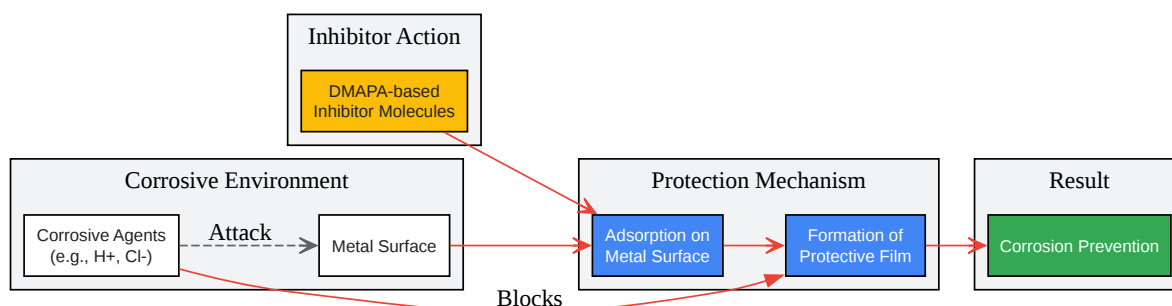 Inhibitor Action
DMAPA-based
Inhibitor Molecules
Corrosive Environment
Corrosive Agents
(e.g., H+, Cl-)
Attack
Metal Surface
Protection Mechanism
Adsorption on
Metal Surface
Formation of
Protective Film
Result
Corrosion Prevention
Blocks